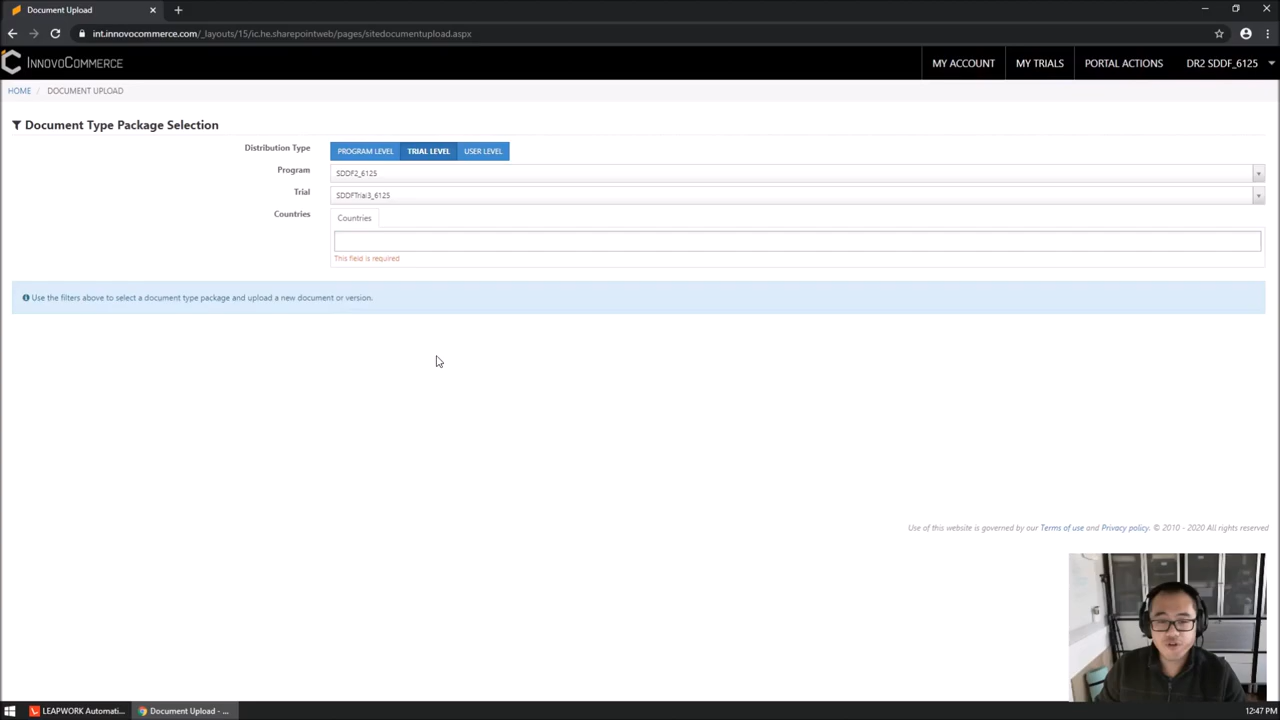 Document Upload
int.innovocommerce.com/_layouts/15/ic.he.sharepointweb/pages/sitedocumentupload.aspx
INNOVOCOMMERCE
MY ACCOUNT
MY TRIALS
PORTAL ACTIONS
DR2 SDDF_6125
HOME / DOCUMENT UPLOAD
Document Type Package Selection
Distribution Type
PROGRAM LEVEL
TRIAL LEVEL
USER LEVEL
Program
SDDF2_6125
Trial
SDDFTrial3_6125
Countries
Countries
This field is required
Use the filters above to select a document type package and upload a new document or version.
Use of this website is governed by our Terms of use and Privacy policy. © 2010 - 2020 All rights reserved
LEAPWORK Automati...
Document Upload - ...
12:47 PM